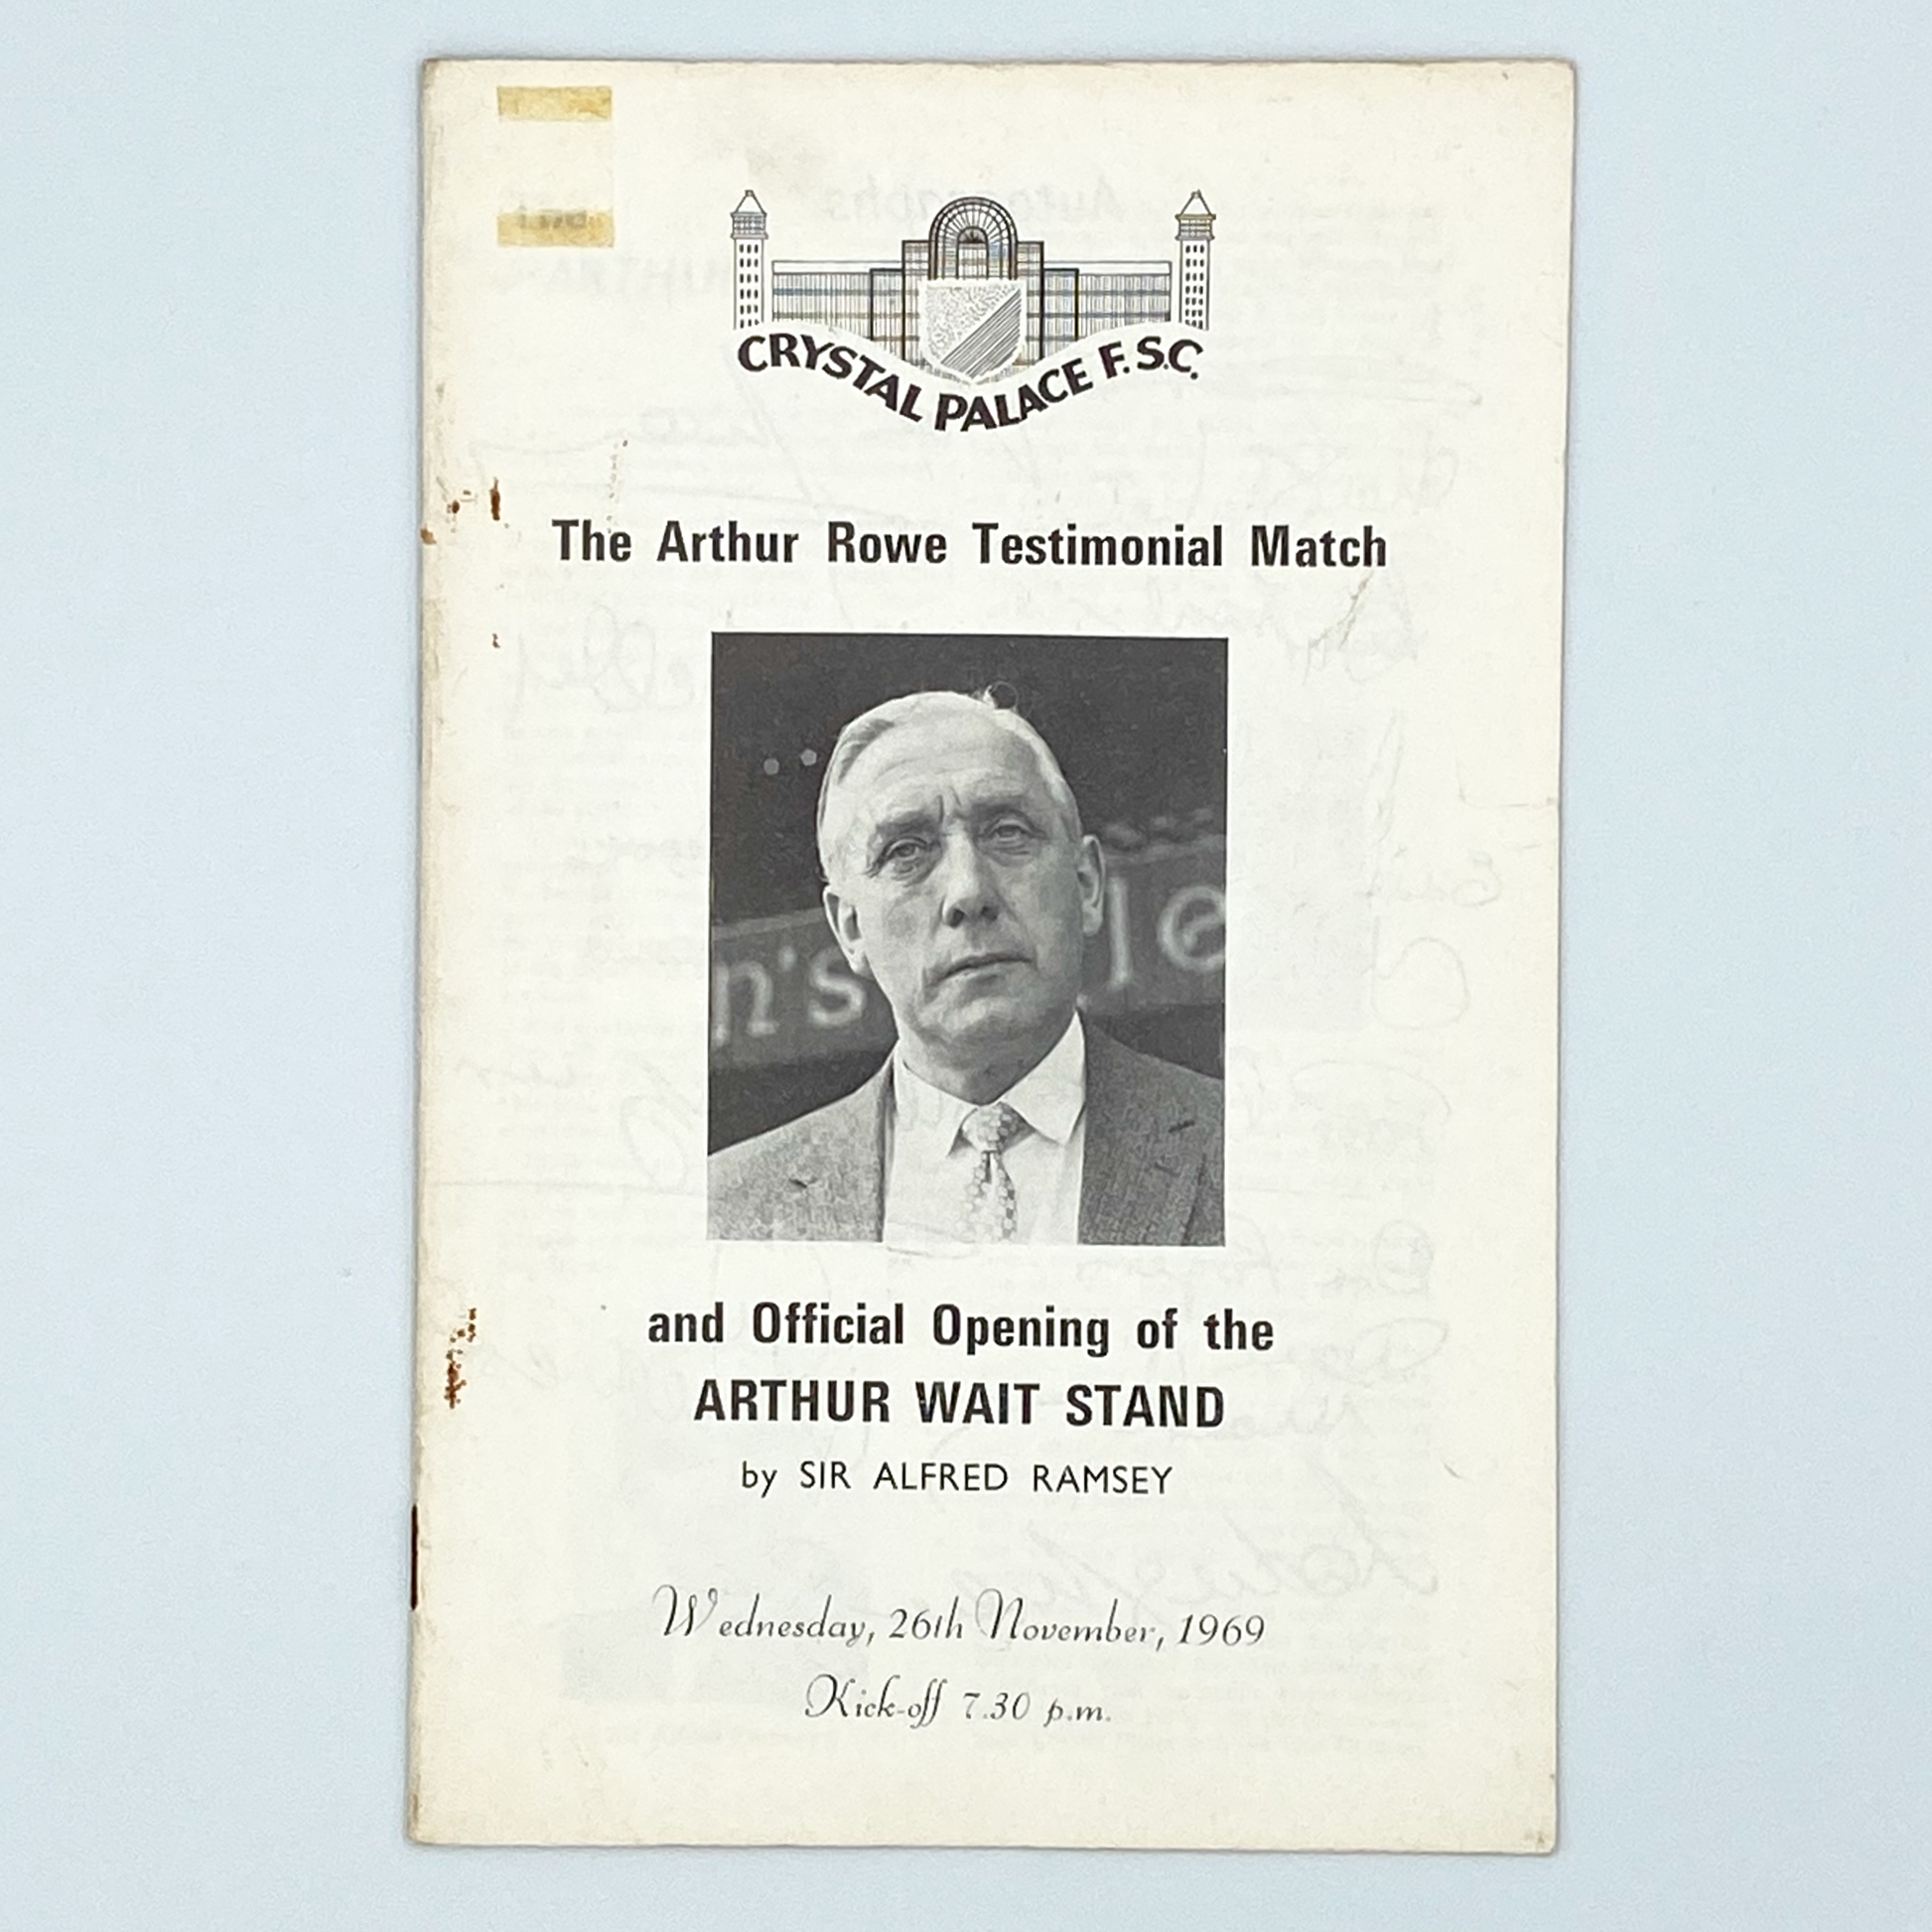 CRYSTAL PALACE F.S.C.
The Arthur Rowe Testimonial Match
n's le
and Official Opening of the
ARTHUR WAIT STAND
by SIR ALFRED RAMSEY
Wednesday, 26th November, 1969
Kick-off 7.30 p.m.